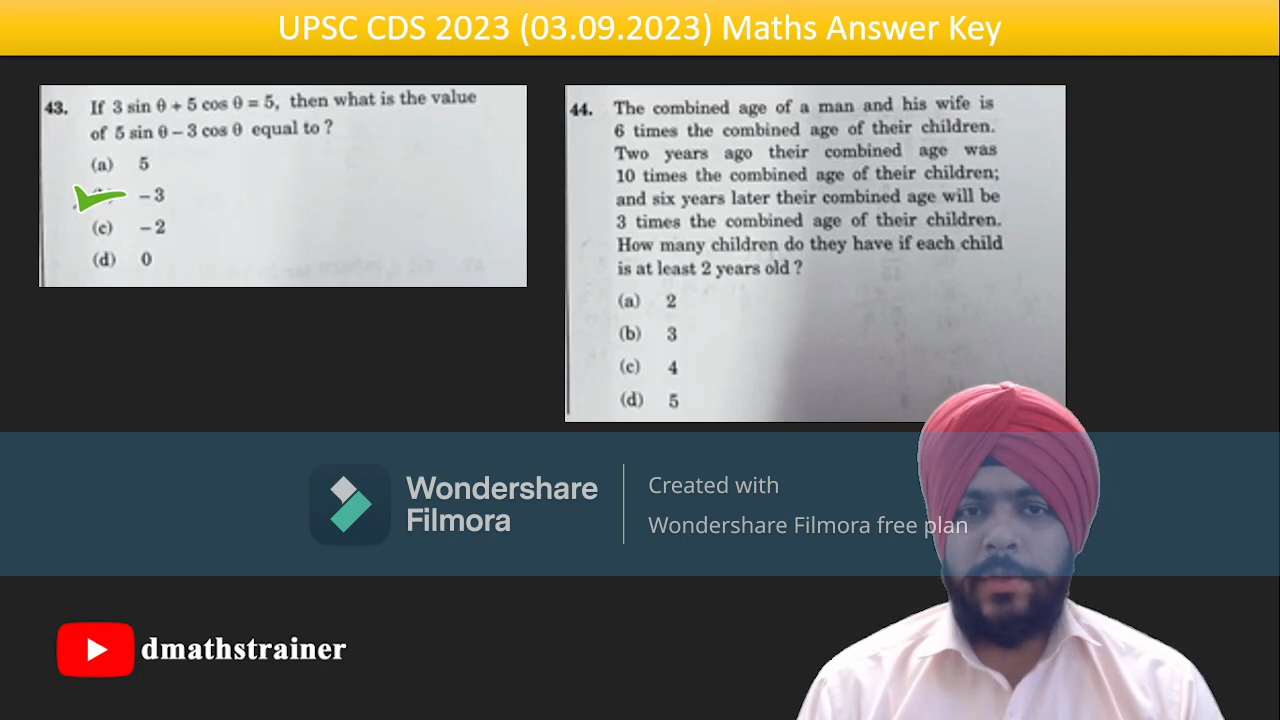 UPSC CDS 2023 (03.09.2023) Maths Answer Key
43. If 3 sin θ + 5 cos θ = 5, then what is the value
of 5 sin θ – 3 cos θ equal to ?
(a) 5
– 3
(c) – 2
(d) 0
44. The combined age of a man and his wife is
6 times the combined age of their children.
Two years ago their combined age was
10 times the combined age of their children;
and six years later their combined age will be
3 times the combined age of their children.
How many children do they have if each child
is at least 2 years old ?
(a) 2
(b) 3
(c) 4
(d) 5
Wondershare
Filmora
Created with
Wondershare Filmora free plan
dmathstrainer